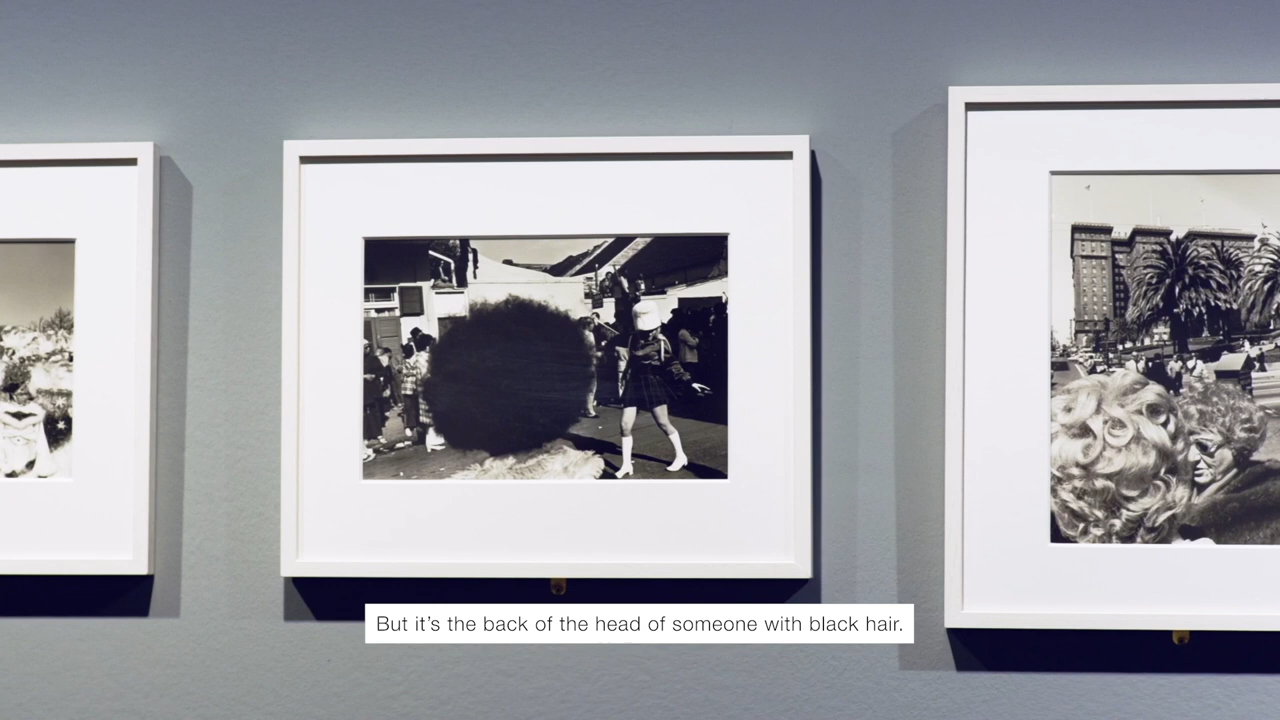 But it's the back of the head of someone with black hair.